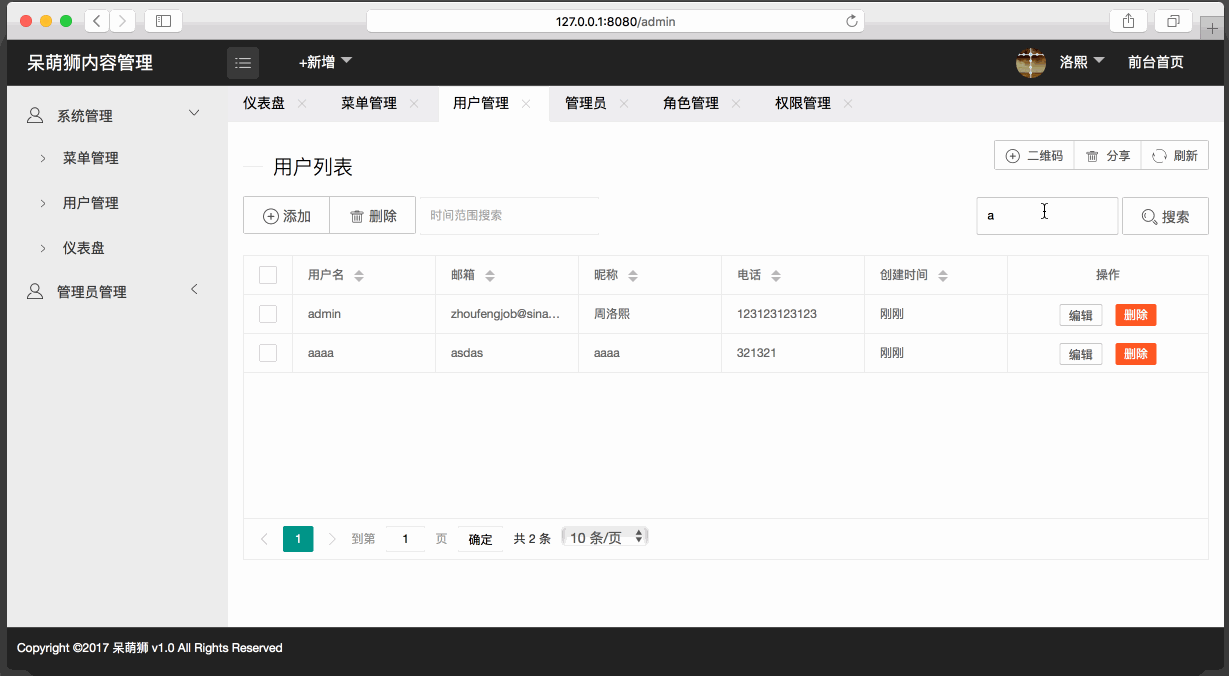 127.0.0.1:8080/admin
呆萌狮内容管理 +新增 洛熙 前台首页
系统管理
菜单管理
用户管理
仪表盘
管理员管理
仪表盘 菜单管理 用户管理 管理员 角色管理 权限管理
用户列表
二维码 分享 刷新
添加 删除 时间范围搜索 a 搜索
用户名 邮箱 昵称 电话 创建时间 操作
admin zhoufengjob@sina... 周洛熙 123123123123 刚刚 编辑 删除
aaaa asdas aaaa 321321 刚刚 编辑 删除
1 到第 1 页 确定 共 2 条 10 条/页
Copyright ©2017 呆萌狮 v1.0 All Rights Reserved